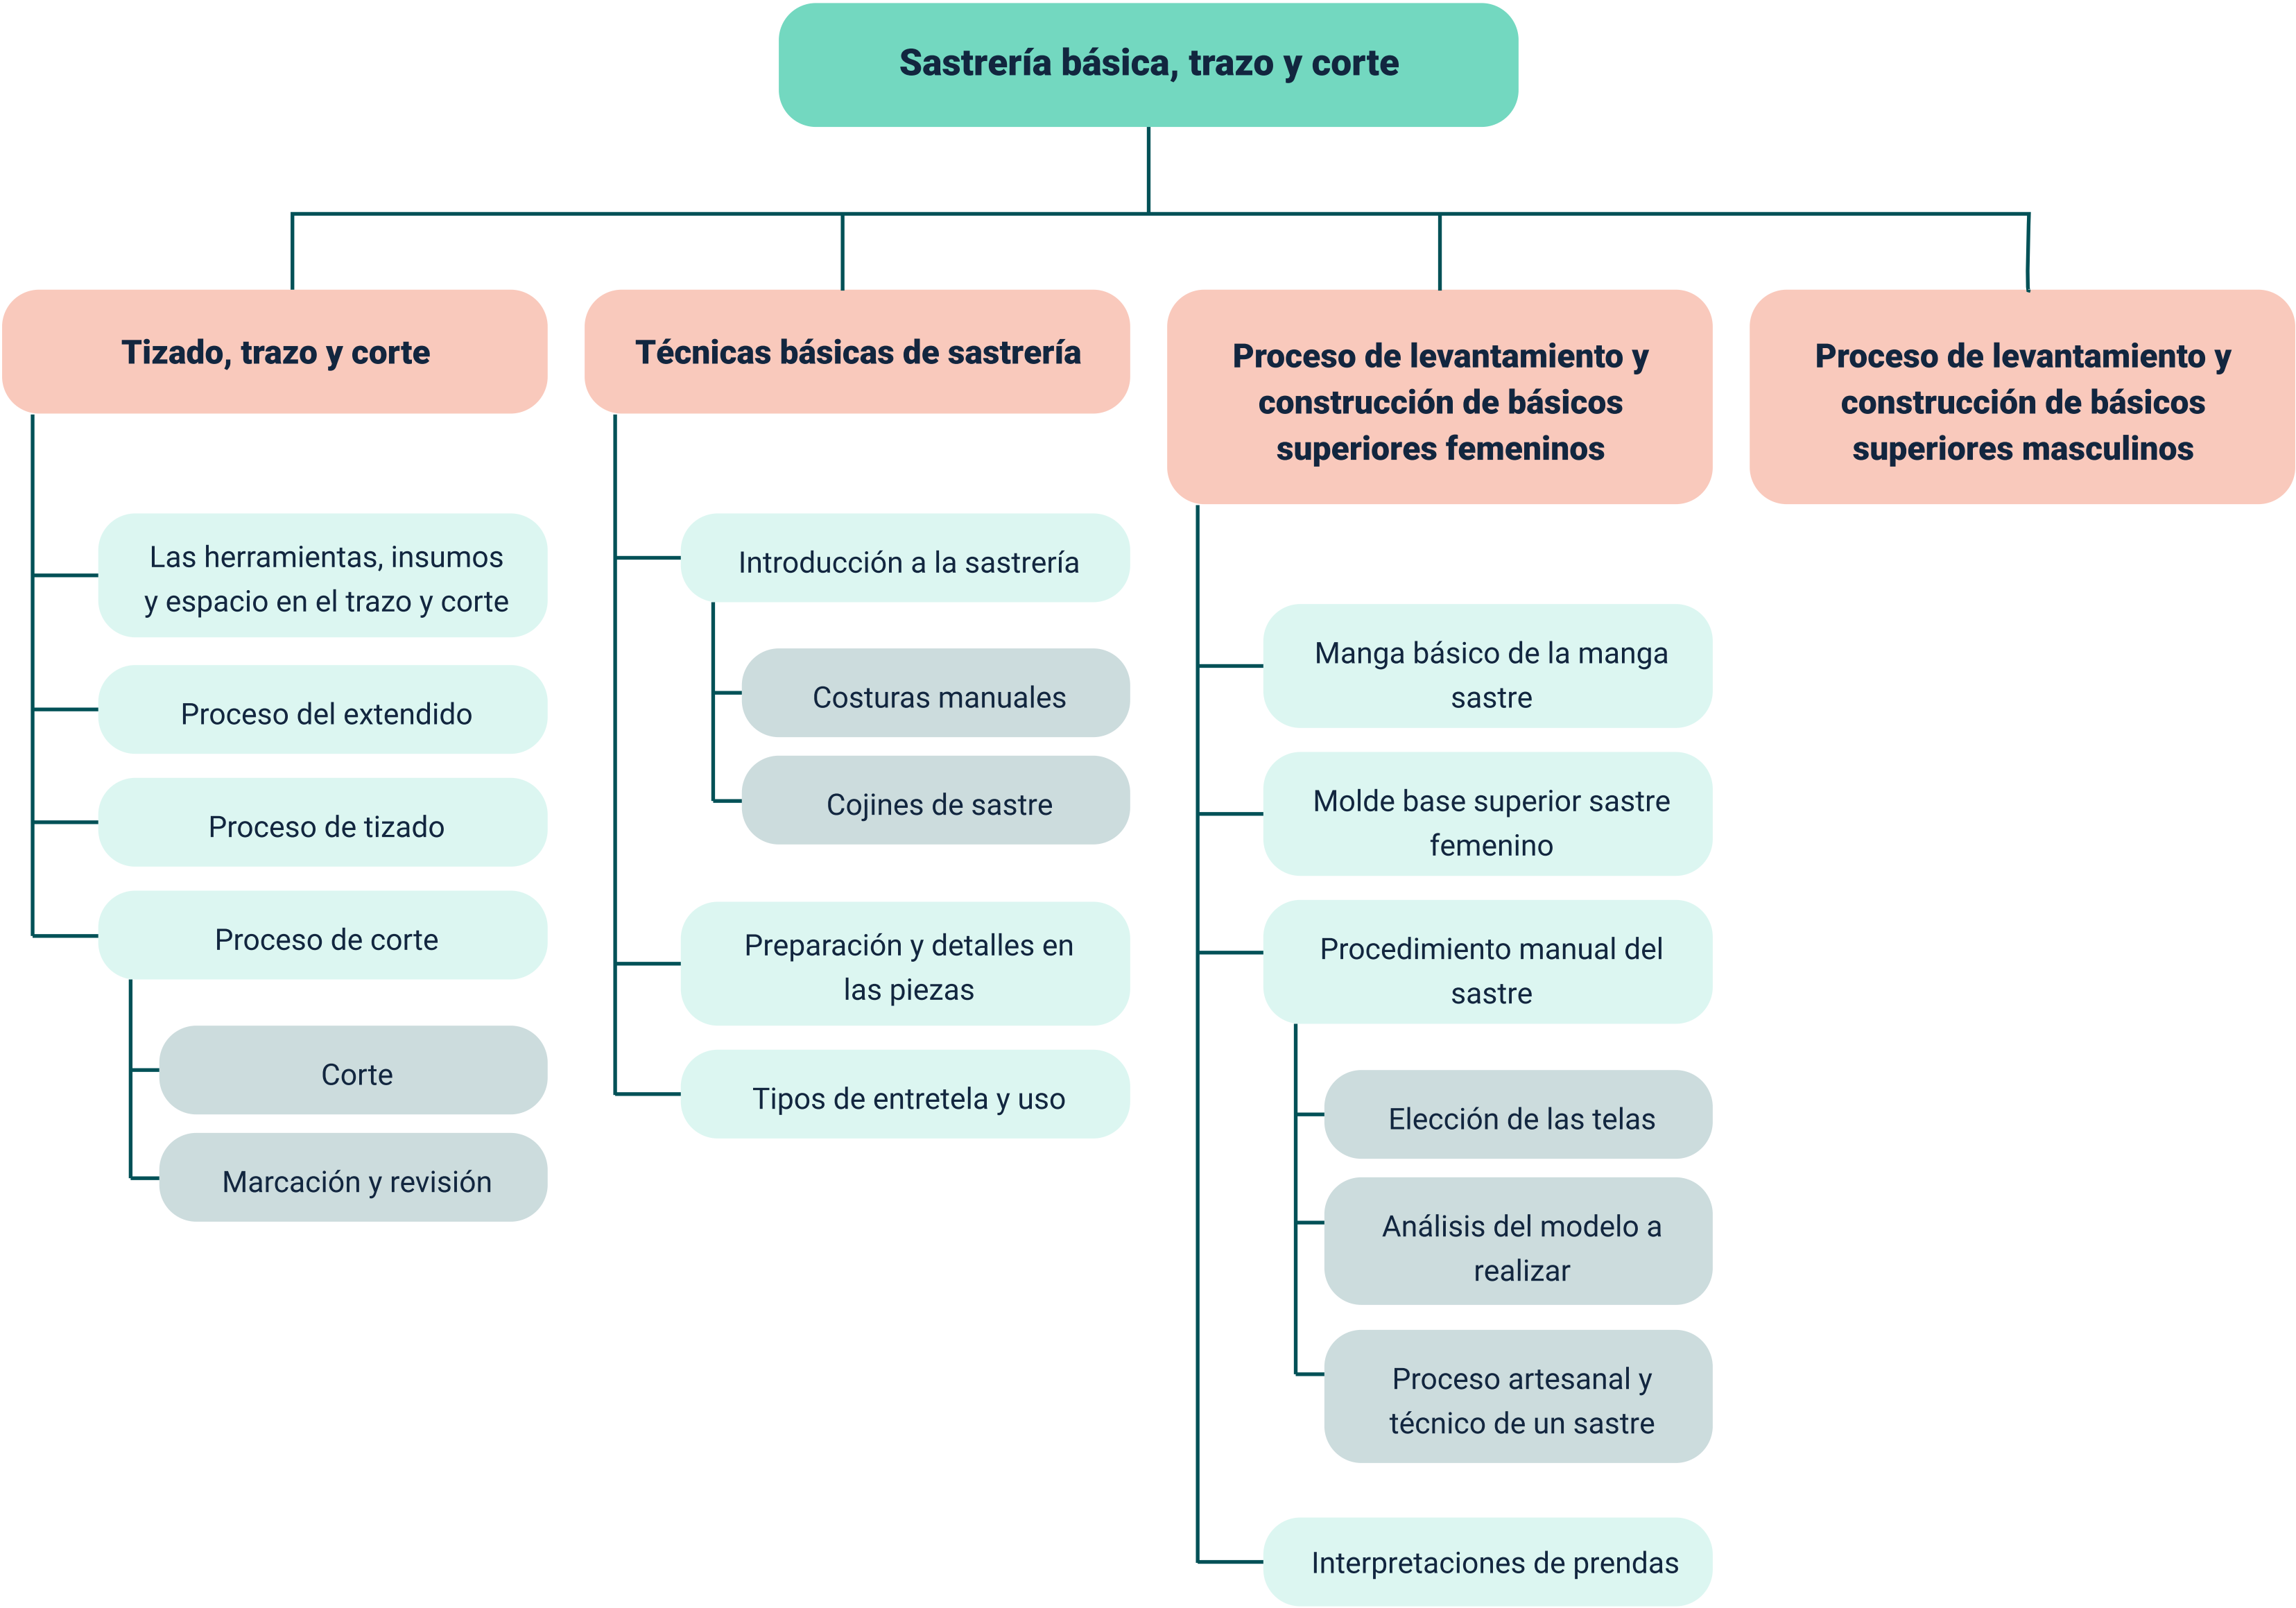 Sastrería básica, trazo y corte
Tizado, trazo y corte
Las herramientas, insumos
y espacio en el trazo y corte
Proceso del extendido
Proceso de tizado
Proceso de corte
Corte
Marcación y revisión
Técnicas básicas de sastrería
Introducción a la sastrería
Costuras manuales
Cojines de sastre
Preparación y detalles en
las piezas
Tipos de entretela y uso
Proceso de levantamiento y
construcción de básicos
superiores femeninos
Manga básico de la manga
sastre
Molde base superior sastre
femenino
Procedimiento manual del
sastre
Elección de las telas
Análisis del modelo a
realizar
Proceso artesanal y
técnico de un sastre
Interpretaciones de prendas
Proceso de levantamiento y
construcción de básicos
superiores masculinos